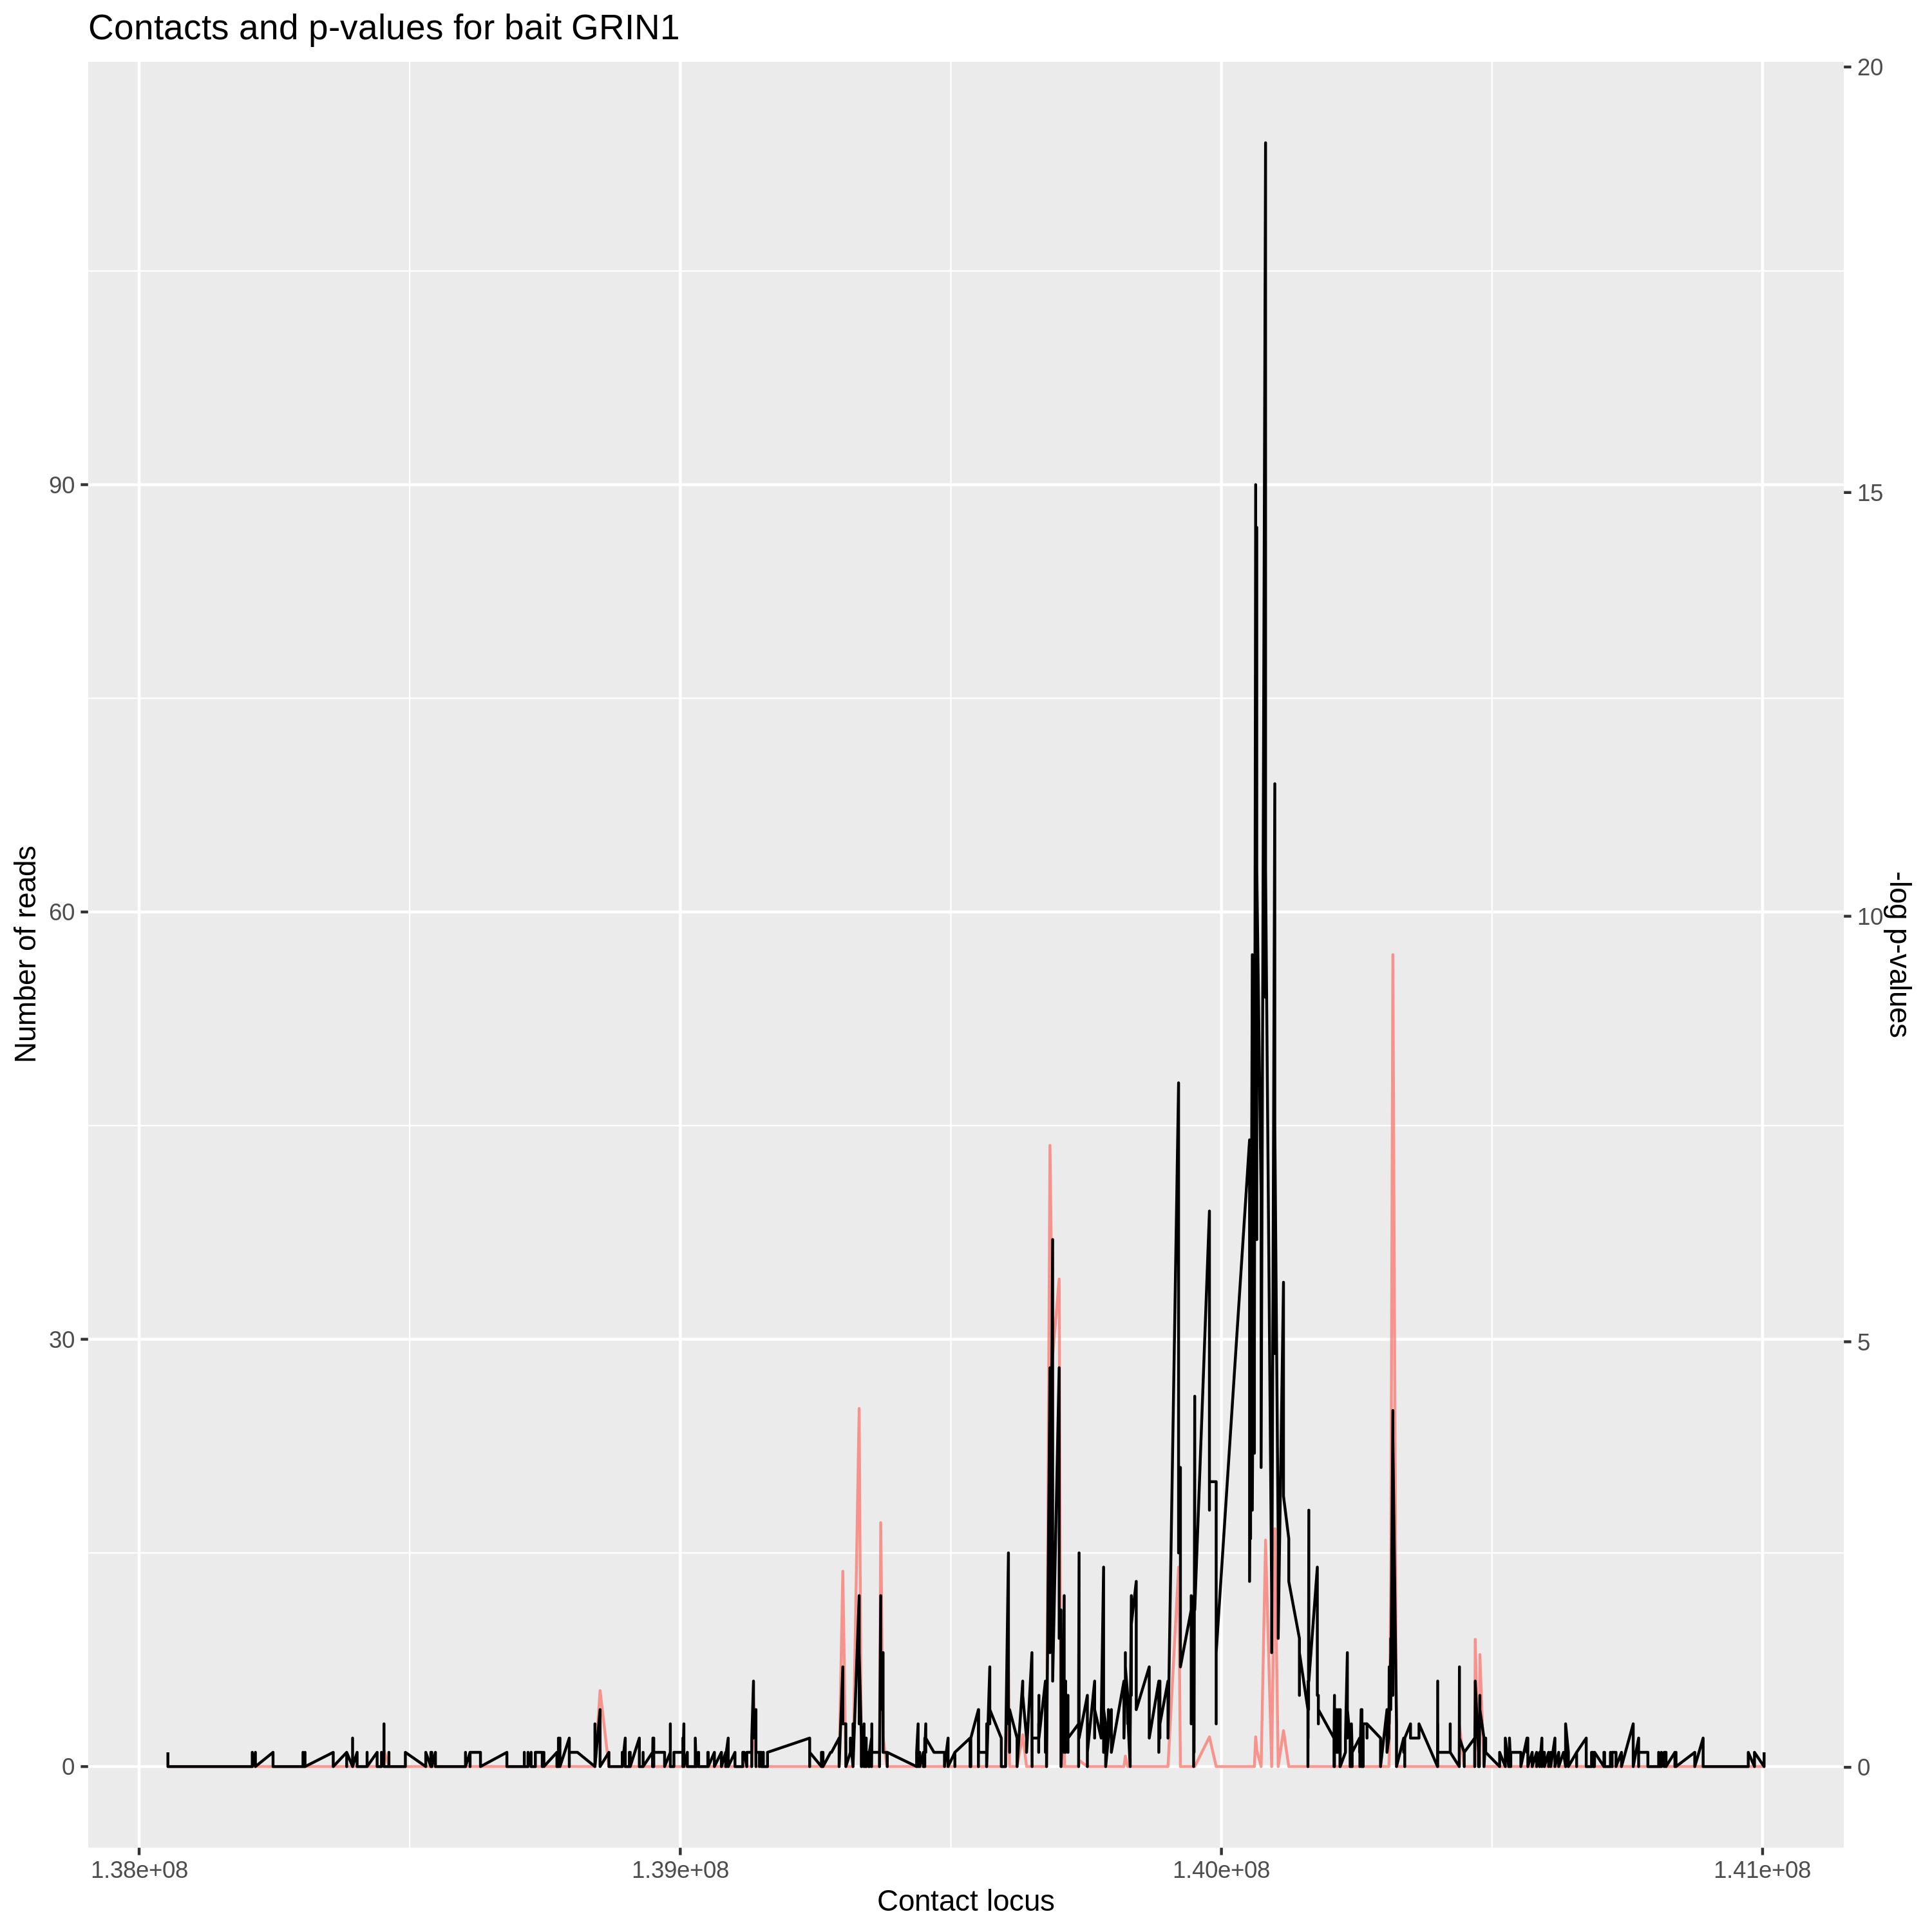 Contacts and p-values for bait GRIN1
20
90
15
Number of reads
60
10
-log p-values
30
5
0
0
1.38e+08
1.39e+08
1.40e+08
1.41e+08
Contact locus